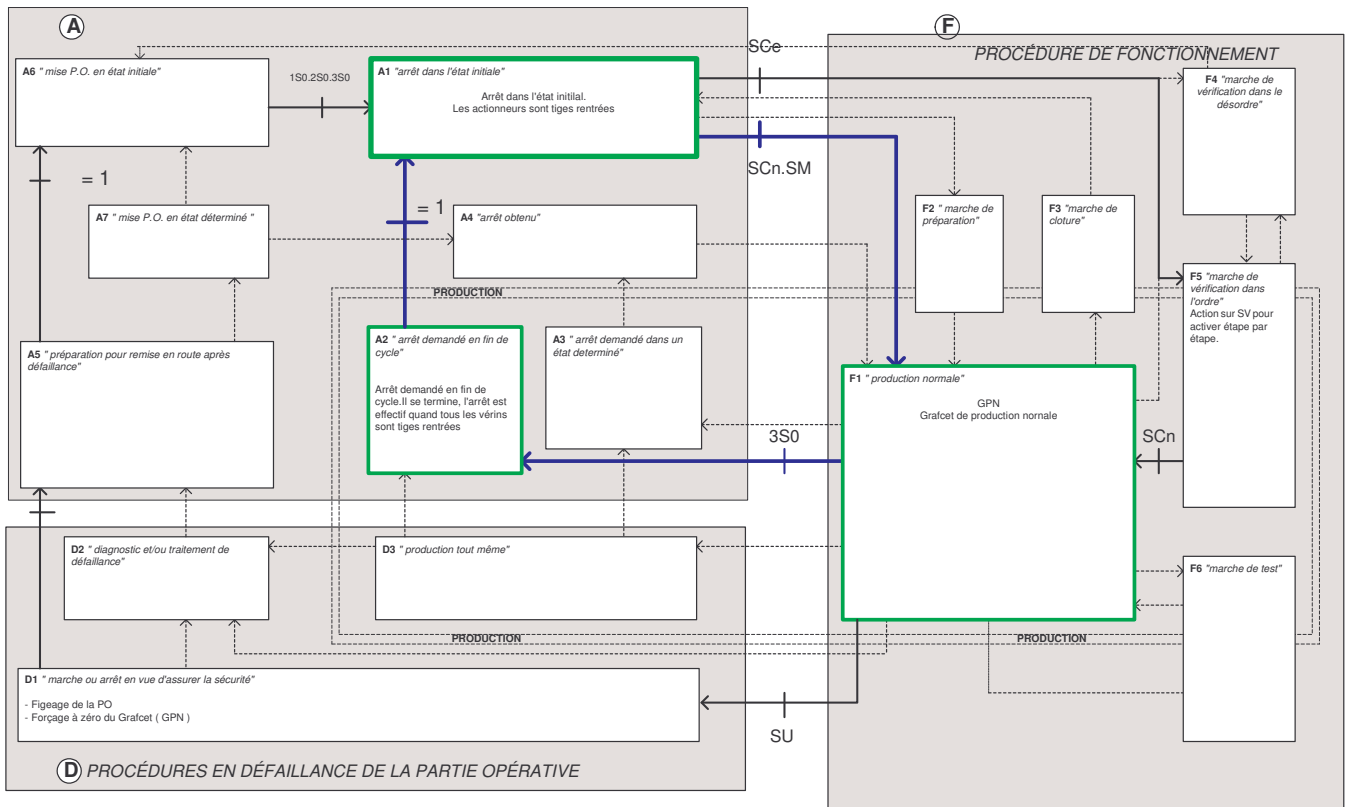 A
F
SCe
PROCÉDURE DE FONCTIONNEMENT
A6 " mise P.O. en état initiale"
1S0.2S0.3S0
A1 "arrêt dans l'état initiale"
Arrêt dans l'état initilal.
Les actionneurs sont tiges rentrées
F4 "marche de
vérification dans le
désordre"
SCn.SM
= 1
A7 " mise P.O. en état déterminé "
= 1
A4 "arrêt obtenu"
F2 " marche de
préparation"
F3 "marche de
cloture"
F5 "marche de
vérification dans
l'ordre"
Action sur SV pour
activer étape par
étape.
PRODUCTION
A5 " préparation pour remise en route après
défaillance"
A2 " arrêt demandé en fin de
cycle"
Arrêt demandé en fin de
cycle.Il se termine, l'arrêt est
effectif quand tous les vérins
sont tiges rentrées
A3 " arrêt demandé dans un
état determiné"
F1 " production normale"
GPN
Grafcet de production nornale
3S0
SCn
D2 " diagnostic et/ou traitement de
défaillance"
D3 " production tout même"
F6 "marche de test"
PRODUCTION
PRODUCTION
D1 " marche ou arrêt en vue d'assurer la sécurité"
- Figeage de la PO
- Forçage à zéro du Grafcet ( GPN )
SU
D PROCÉDURES EN DÉFAILLANCE DE LA PARTIE OPÉRATIVE